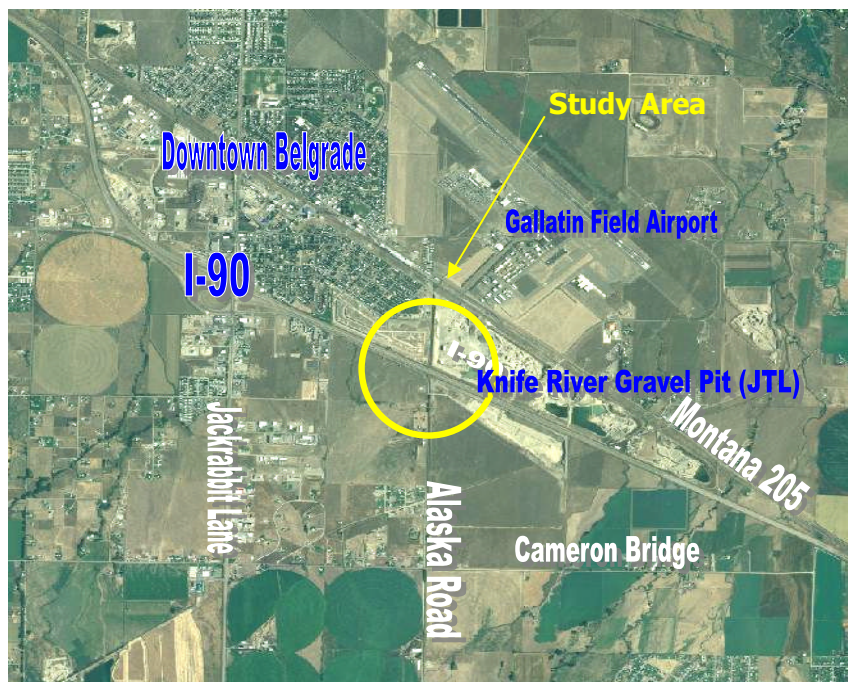 Study Area
Downtown Belgrade
Gallatin Field Airport
I-90
I-90
Knife River Gravel Pit (JTL)
Montana 205
Jackrabbit Lane
Alaska Road
Cameron Bridge